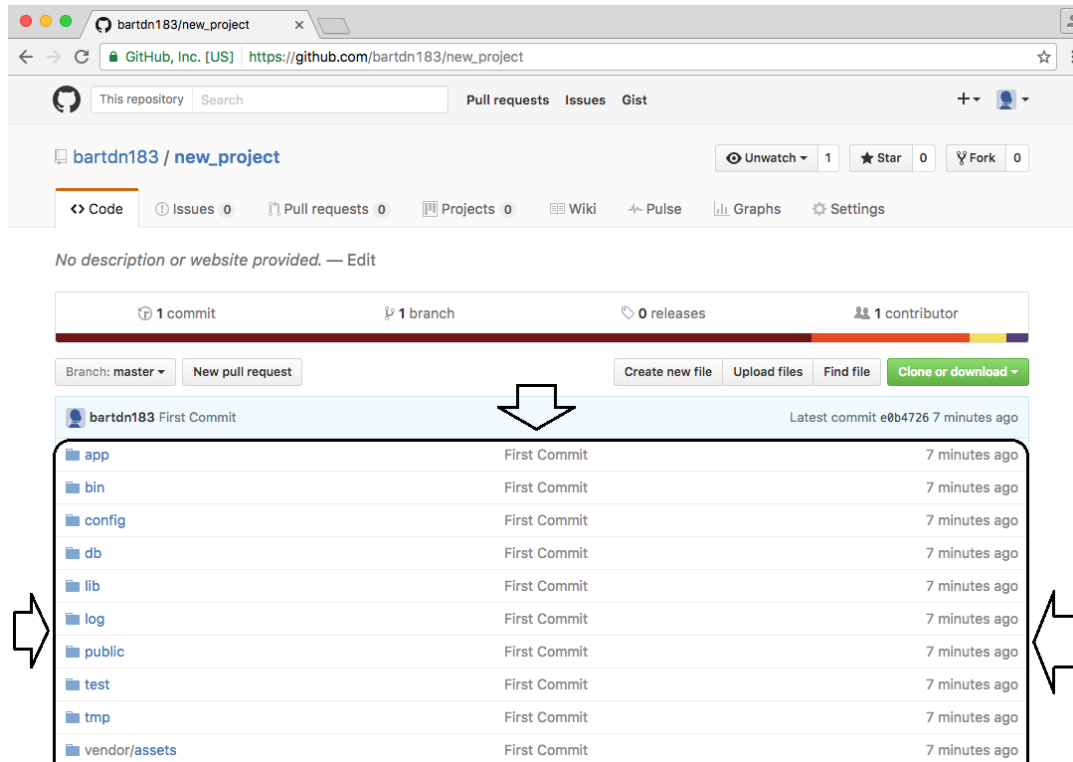 bartdn183/new_project ×
GitHub, Inc. [US] https://github.com/bartdn183/new_project
This repository Search Pull requests Issues Gist
bartdn183 / new_project Unwatch 1 Star 0 Fork 0
Code Issues 0 Pull requests 0 Projects 0 Wiki Pulse Graphs Settings
No description or website provided. — Edit
1 commit 1 branch 0 releases 1 contributor
Branch: master New pull request Create new file Upload files Find file Clone or download
bartdn183 First Commit Latest commit e0b4726 7 minutes ago
app First Commit 7 minutes ago
bin First Commit 7 minutes ago
config First Commit 7 minutes ago
db First Commit 7 minutes ago
lib First Commit 7 minutes ago
log First Commit 7 minutes ago
public First Commit 7 minutes ago
test First Commit 7 minutes ago
tmp First Commit 7 minutes ago
vendor/assets First Commit 7 minutes ago